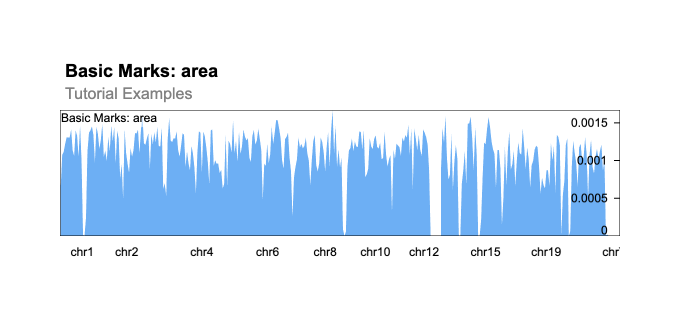 Basic Marks: area
Tutorial Examples
Basic Marks: area
0.0015
0.001
0.0005
0
chr1 chr2 chr4 chr6 chr8 chr10 chr12 chr15 chr19